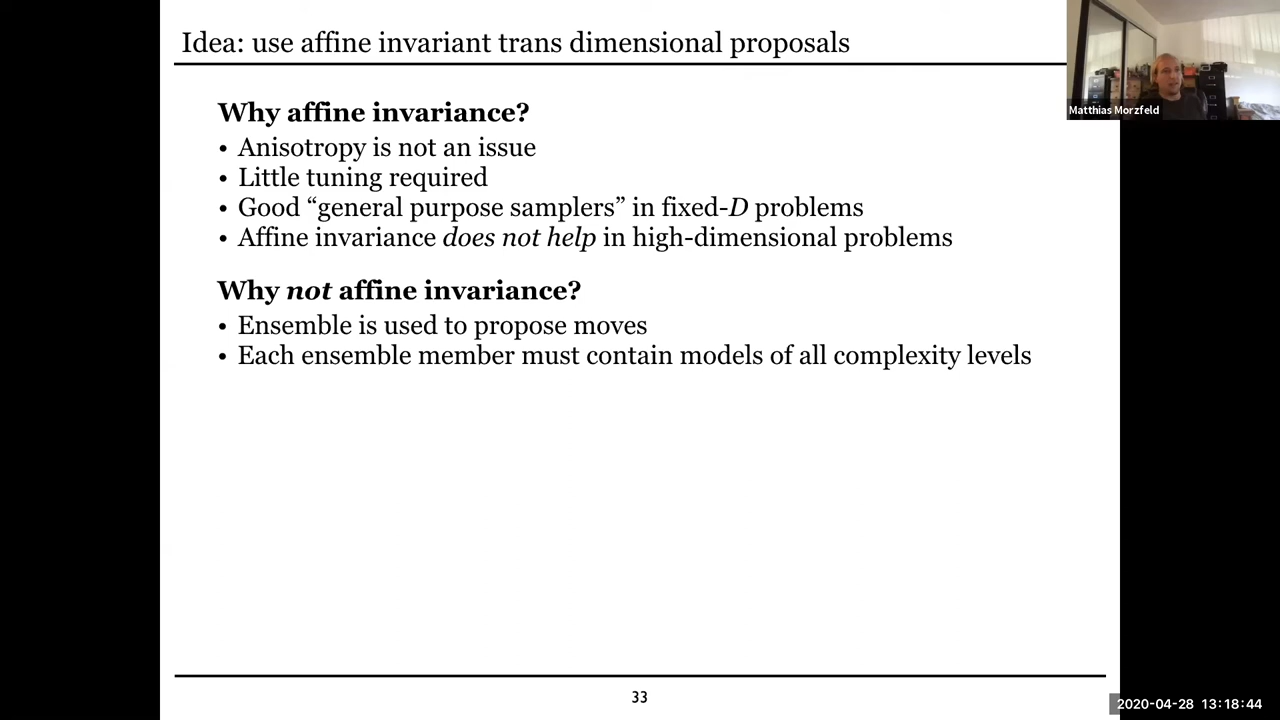 Idea: use affine invariant trans dimensional proposals
Matthias Morzfeld
Why affine invariance?
• Anisotropy is not an issue
• Little tuning required
• Good “general purpose samplers” in fixed-D problems
• Affine invariance does not help in high-dimensional problems
Why not affine invariance?
• Ensemble is used to propose moves
• Each ensemble member must contain models of all complexity levels
33
2020-04-28 13:18:44